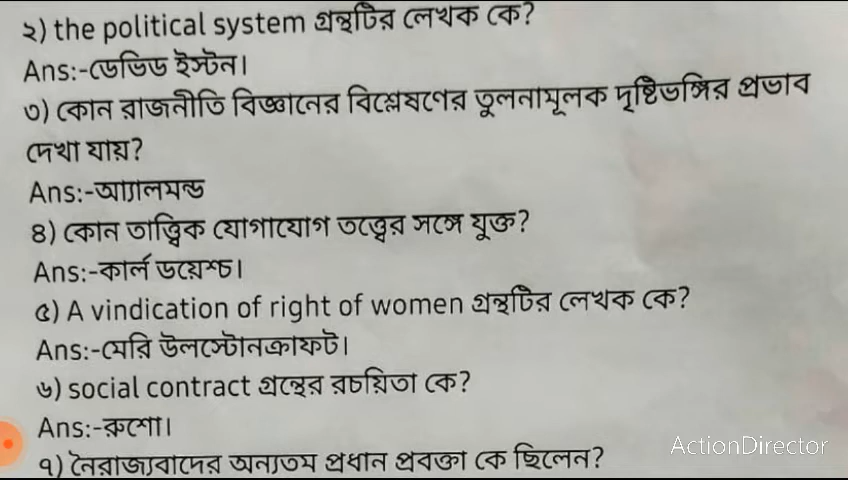 ২) the political system গ্রন্থটির লেখক কে?
Ans:-ডেভিড ইস্টন।
৩) কোন রাজনীতি বিজ্ঞানের বিশ্লেষণের তুলনামূলক দৃষ্টিভঙ্গির প্রভাব
দেখা যায়?
Ans:-আ্যালমন্ড
৪) কোন তাত্ত্বিক যোগাযোগ তত্ত্বের সঙ্গে যুক্ত?
Ans:-কার্ল ডয়েশ্চ।
৫) A vindication of right of women গ্রন্থটির লেখক কে?
Ans:-মেরি উলস্টোনক্রাফট।
৬) social contract গ্রন্থের রচয়িতা কে?
Ans:-রুশো।
৭) নৈরাজ্যবাদের অন্যতম প্রধান প্রবক্তা কে ছিলেন?
ActionDirector